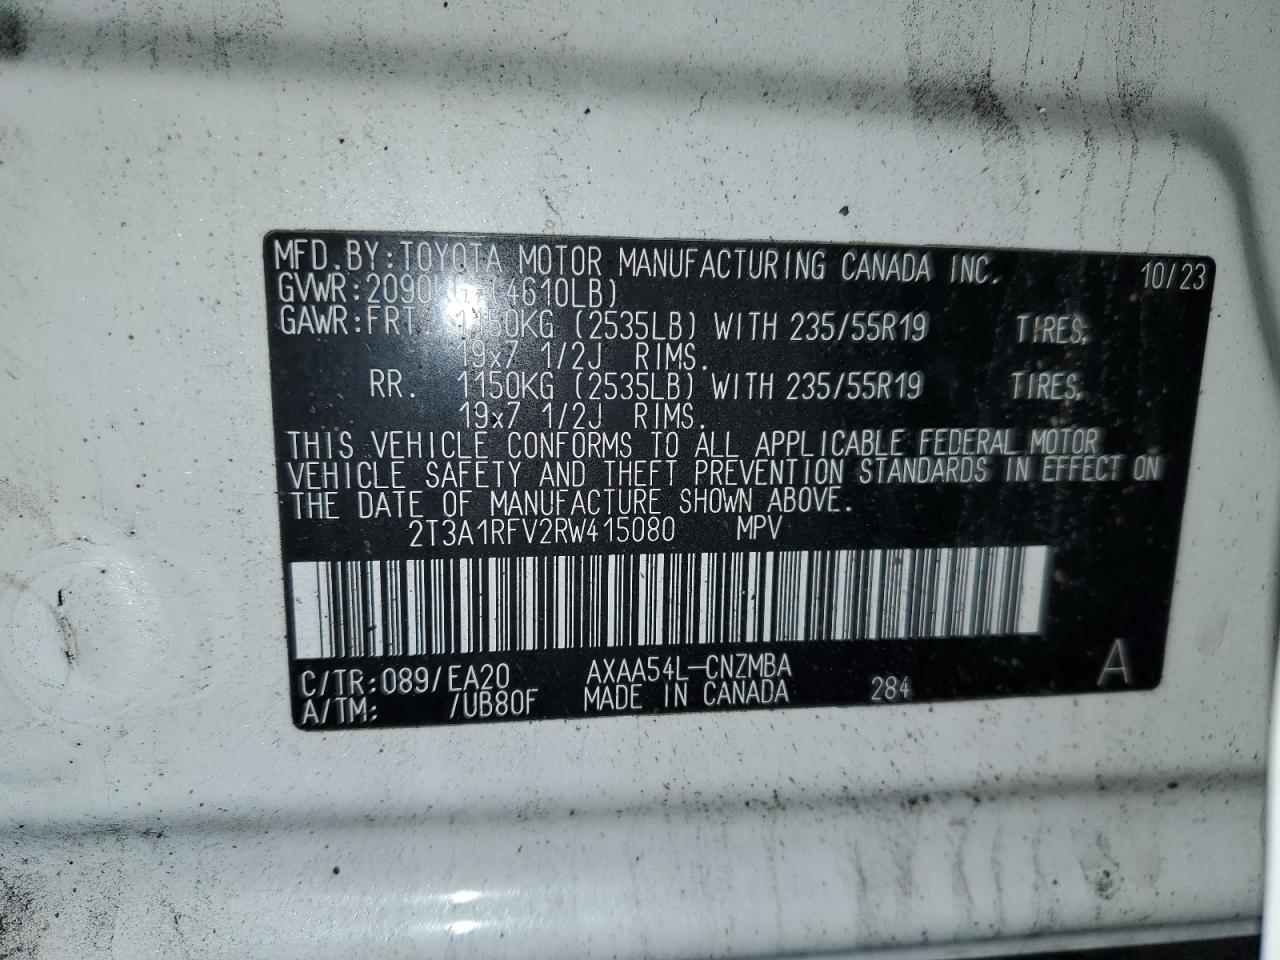 MFD.BY:TOYOTA MOTOR MANUFACTURING CANADA INC. 10/23
GVWR:2090KG (4610LB)
GAWR:FRT. 1150KG (2535LB) WITH 235/55R19 TIRES,
19x7 1/2J RIMS.
RR. 1150KG (2535LB) WITH 235/55R19 TIRES,
19x7 1/2J RIMS.
THIS VEHICLE CONFORMS TO ALL APPLICABLE FEDERAL MOTOR
VEHICLE SAFETY AND THEFT PREVENTION STANDARDS IN EFFECT ON
THE DATE OF MANUFACTURE SHOWN ABOVE.
2T3A1RFV2RW415080 MPV
C/TR:089/EA20 AXAA54L-CNZMBA A
A/TM: /UB80F MADE IN CANADA 284